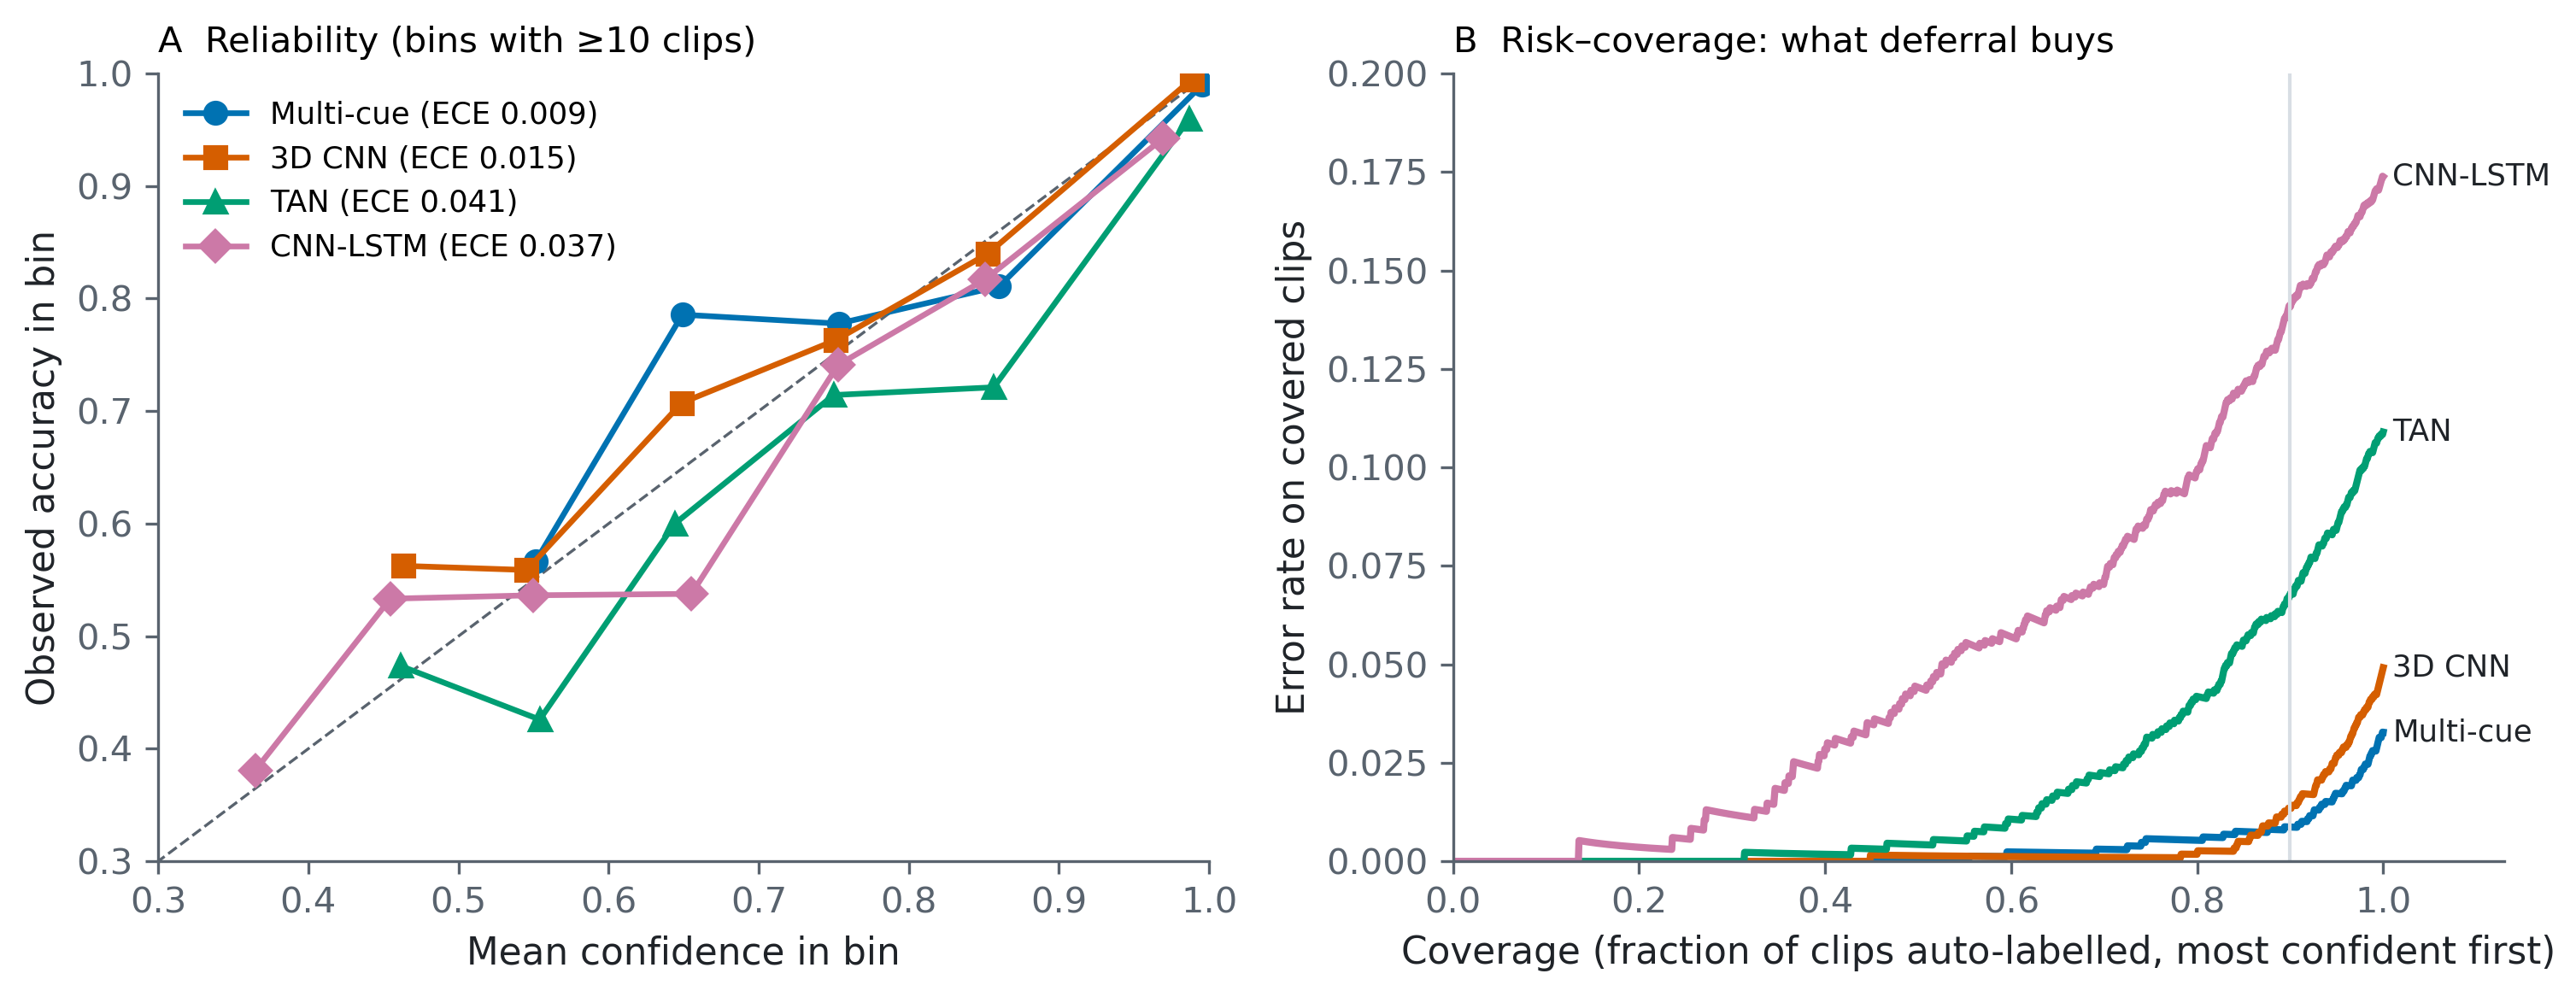 A Reliability (bins with ≥10 clips)
Observed accuracy in bin
1.0
0.9
0.8
0.7
0.6
0.5
0.4
0.3
Multi-cue (ECE 0.009)
3D CNN (ECE 0.015)
TAN (ECE 0.041)
CNN-LSTM (ECE 0.037)
0.3 0.4 0.5 0.6 0.7 0.8 0.9 1.0
Mean confidence in bin
B Risk–coverage: what deferral buys
Error rate on covered clips
0.200
0.175
0.150
0.125
0.100
0.075
0.050
0.025
0.000
CNN-LSTM
TAN
3D CNN
Multi-cue
0.0 0.2 0.4 0.6 0.8 1.0
Coverage (fraction of clips auto-labelled, most confident first)